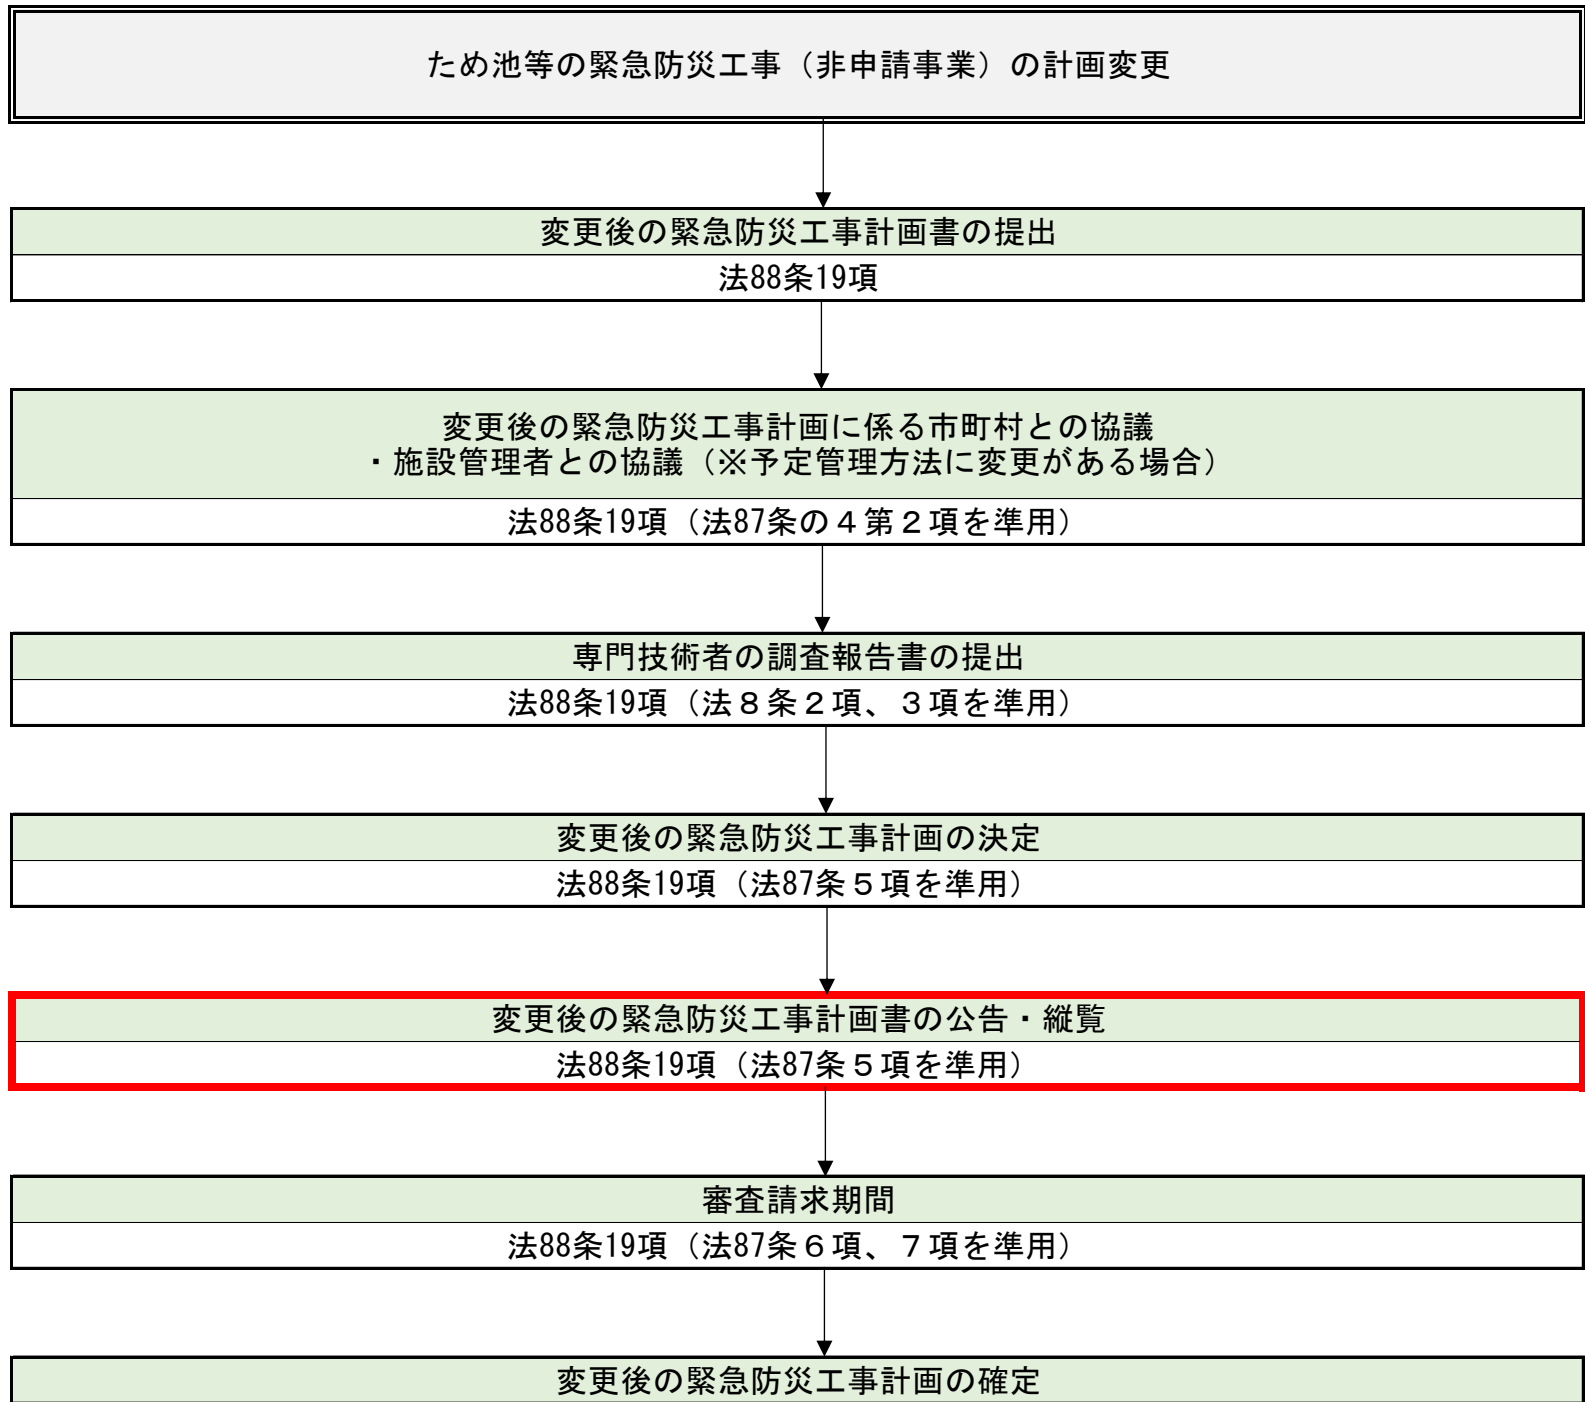 ため池等の緊急防災工事（非申請事業）の計画変更
変更後の緊急防災工事計画書の提出
法88条19項
変更後の緊急防災工事計画に係る市町村との協議
・施設管理者との協議（※予定管理方法に変更がある場合）
法88条19項（法87条の４第２項を準用）
専門技術者の調査報告書の提出
法88条19項（法８条２項、３項を準用）
変更後の緊急防災工事計画の決定
法88条19項（法87条５項を準用）
変更後の緊急防災工事計画書の公告・縦覧
法88条19項（法87条５項を準用）
審査請求期間
法88条19項（法87条６項、７項を準用）
変更後の緊急防災工事計画の確定